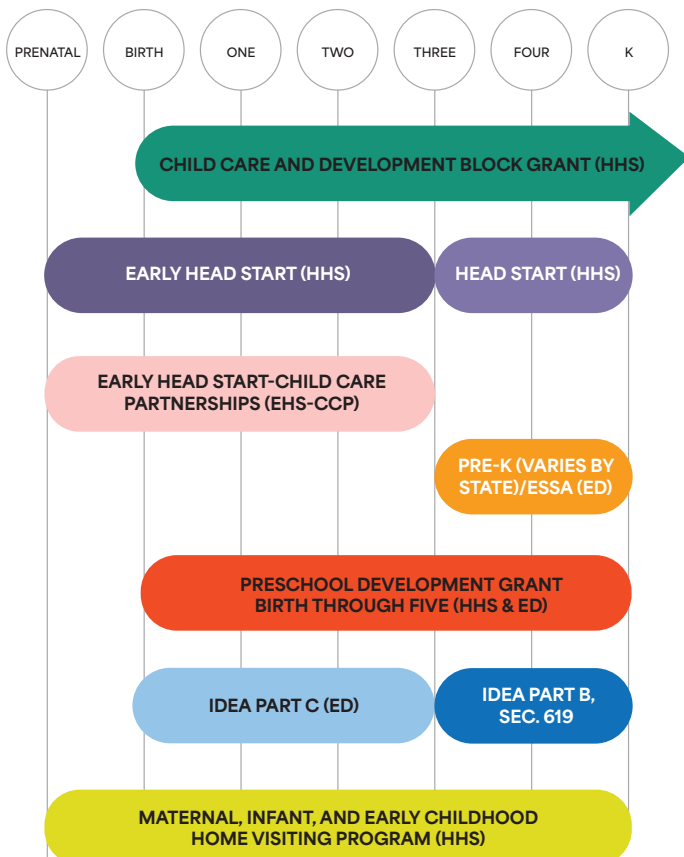 PRENATAL
BIRTH
ONE
TWO
THREE
FOUR
K
CHILD CARE AND DEVELOPMENT BLOCK GRANT (HHS)
EARLY HEAD START (HHS)
HEAD START (HHS)
EARLY HEAD START-CHILD CARE
PARTNERSHIPS (EHS-CCP)
PRE-K (VARIES BY
STATE)/ESSA (ED)
PRESCHOOL DEVELOPMENT GRANT
BIRTH THROUGH FIVE (HHS & ED)
IDEA PART C (ED)
IDEA PART B,
SEC. 619
MATERNAL, INFANT, AND EARLY CHILDHOOD
HOME VISITING PROGRAM (HHS)